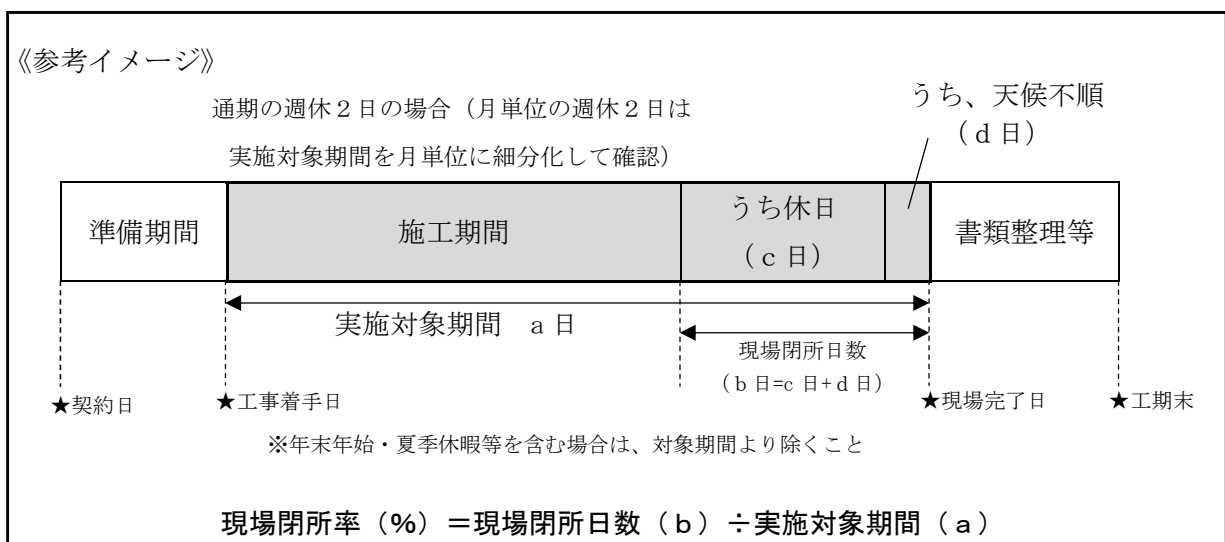 《参考イメージ》
通期の週休２日の場合（月単位の週休２日は
実施対象期間を月単位に細分化して確認）
うち、天候不順
（ｄ日）
準備期間
施工期間
うち休日
（ｃ日）
書類整理等
実施対象期間　ａ日
現場閉所日数
（ｂ日=ｃ日+ｄ日）
★契約日
★工事着手日
★現場完了日
★工期末
※年末年始・夏季休暇等を含む場合は、対象期間より除くこと
現場閉所率（％）＝現場閉所日数（ｂ）÷実施対象期間（ａ）